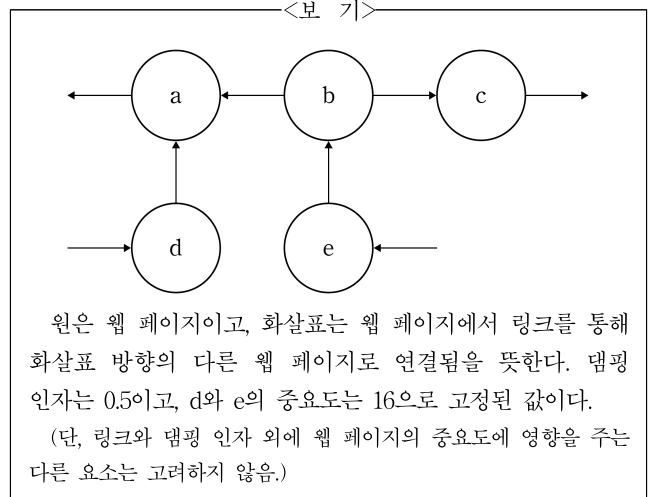 <보 기>
a b c
d e
원은 웹 페이지이고, 화살표는 웹 페이지에서 링크를 통해
화살표 방향의 다른 웹 페이지로 연결됨을 뜻한다. 댐핑
인자는 0.5이고, d와 e의 중요도는 16으로 고정된 값이다.
(단, 링크와 댐핑 인자 외에 웹 페이지의 중요도에 영향을 주는
다른 요소는 고려하지 않음.)